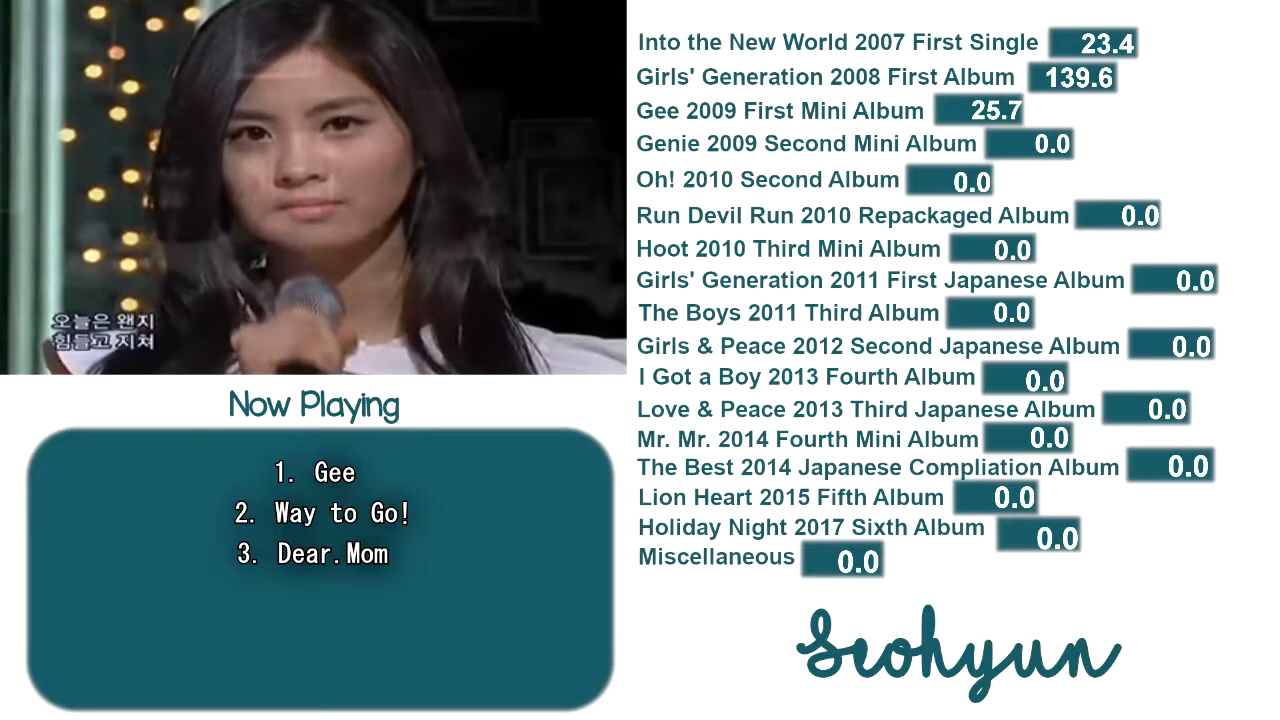 오늘은 왠지
힘들고 지쳐
Now Playing
1. Gee
2. Way to Go!
3. Dear.Mom
Into the New World 2007 First Single 23.4
Girls' Generation 2008 First Album 139.6
Gee 2009 First Mini Album 25.7
Genie 2009 Second Mini Album 0.0
Oh! 2010 Second Album 0.0
Run Devil Run 2010 Repackaged Album 0.0
Hoot 2010 Third Mini Album 0.0
Girls' Generation 2011 First Japanese Album 0.0
The Boys 2011 Third Album 0.0
Girls & Peace 2012 Second Japanese Album 0.0
I Got a Boy 2013 Fourth Album 0.0
Love & Peace 2013 Third Japanese Album 0.0
Mr. Mr. 2014 Fourth Mini Album 0.0
The Best 2014 Japanese Compliation Album 0.0
Lion Heart 2015 Fifth Album 0.0
Holiday Night 2017 Sixth Album 0.0
Miscellaneous 0.0
Seohyun